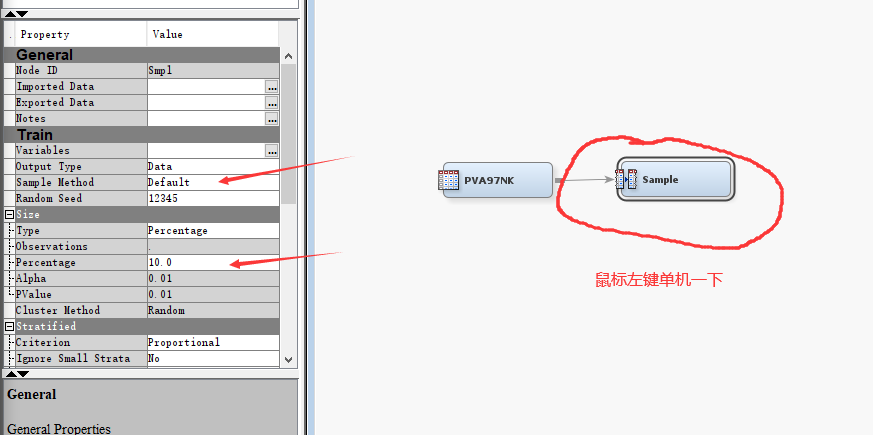 . Property Value
General
Node ID Smpl
Imported Data ...
Exported Data ...
Notes ...
Train
Variables ...
Output Type Data
Sample Method Default
Random Seed 12345
Size
Type Percentage
Observations .
Percentage 10.0
Alpha 0.01
PValue 0.01
Cluster Method Random
Stratified
Criterion Proportional
Ignore Small Strata No
General
General Properties
PVA97NK
Sample
鼠标左键单机一下